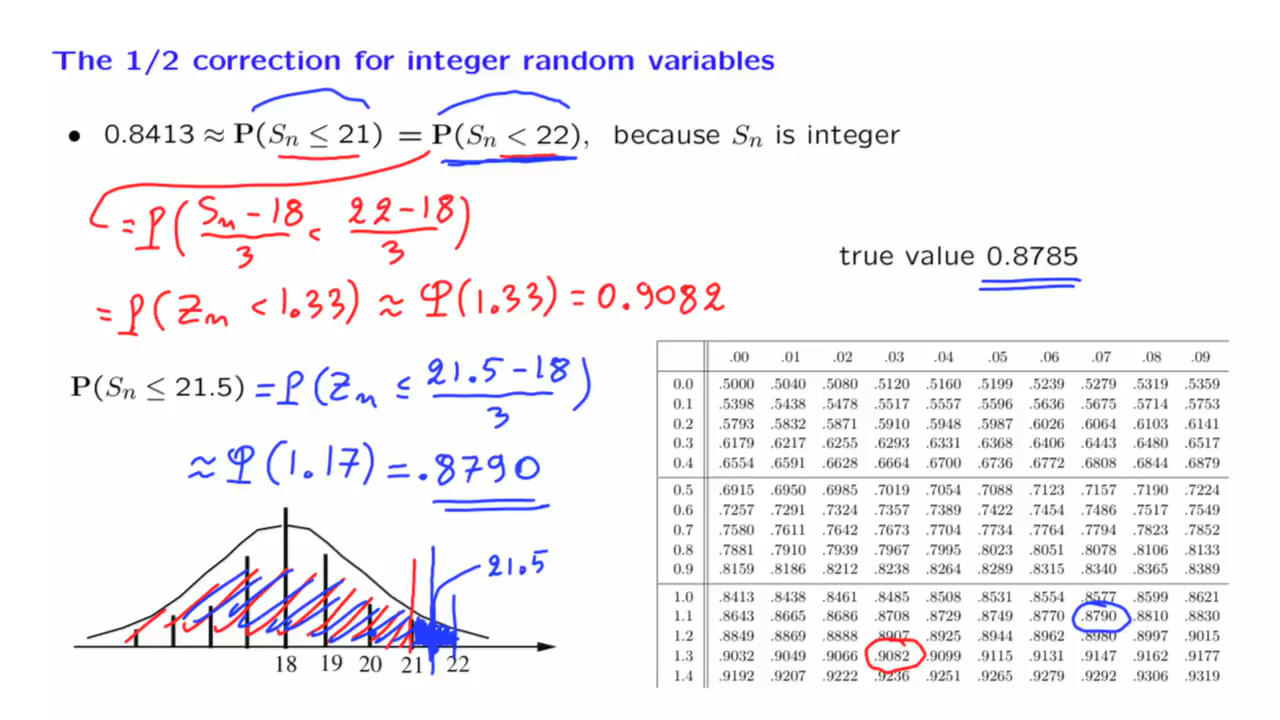 The 1/2 correction for integer random variables
• 0.8413 ≈ P(Sn ≤ 21) = P(Sn < 22), because Sn is integer
= P( Sn − 18 / 3 < 22 − 18 / 3 )
true value 0.8785
= P( Zn < 1.33 ) ≈ Φ(1.33) = 0.9082
P(Sn ≤ 21.5) = P( Zn ≤ 21.5 − 18 / 3 )
≈ Φ(1.17) = .8790
21.5
18 19 20 21 22
.00 .01 .02 .03 .04 .05 .06 .07 .08 .09
0.0 .5000 .5040 .5080 .5120 .5160 .5199 .5239 .5279 .5319 .5359
0.1 .5398 .5438 .5478 .5517 .5557 .5596 .5636 .5675 .5714 .5753
0.2 .5793 .5832 .5871 .5910 .5948 .5987 .6026 .6064 .6103 .6141
0.3 .6179 .6217 .6255 .6293 .6331 .6368 .6406 .6443 .6480 .6517
0.4 .6554 .6591 .6628 .6664 .6700 .6736 .6772 .6808 .6844 .6879
0.5 .6915 .6950 .6985 .7019 .7054 .7088 .7123 .7157 .7190 .7224
0.6 .7257 .7291 .7324 .7357 .7389 .7422 .7454 .7486 .7517 .7549
0.7 .7580 .7611 .7642 .7673 .7704 .7734 .7764 .7794 .7823 .7852
0.8 .7881 .7910 .7939 .7967 .7995 .8023 .8051 .8078 .8106 .8133
0.9 .8159 .8186 .8212 .8238 .8264 .8289 .8315 .8340 .8365 .8389
1.0 .8413 .8438 .8461 .8485 .8508 .8531 .8554 .8577 .8599 .8621
1.1 .8643 .8665 .8686 .8708 .8729 .8749 .8770 .8790 .8810 .8830
1.2 .8849 .8869 .8888 .8907 .8925 .8944 .8962 .8980 .8997 .9015
1.3 .9032 .9049 .9066 .9082 .9099 .9115 .9131 .9147 .9162 .9177
1.4 .9192 .9207 .9222 .9236 .9251 .9265 .9279 .9292 .9306 .9319